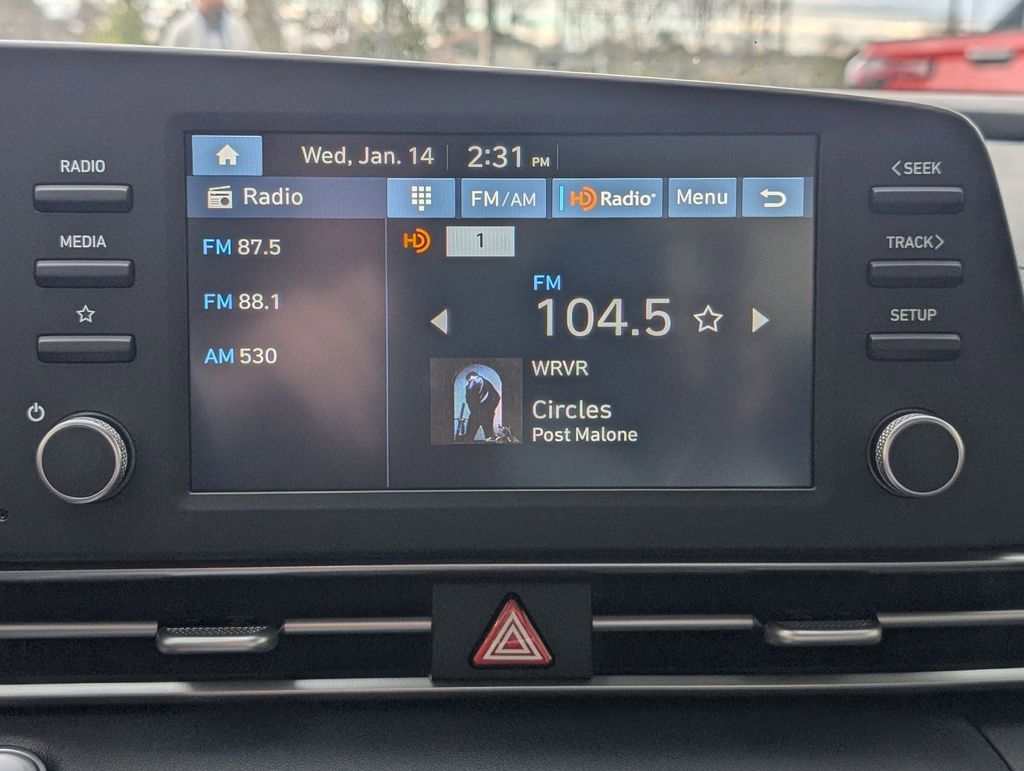 RADIO
MEDIA
Wed, Jan. 14 2:31 PM
Radio FM/AM HD Radio Menu
FM 87.5
FM 88.1
AM 530
HD 1
FM
104.5
WRVR
Circles
Post Malone
<SEEK
TRACK>
SETUP